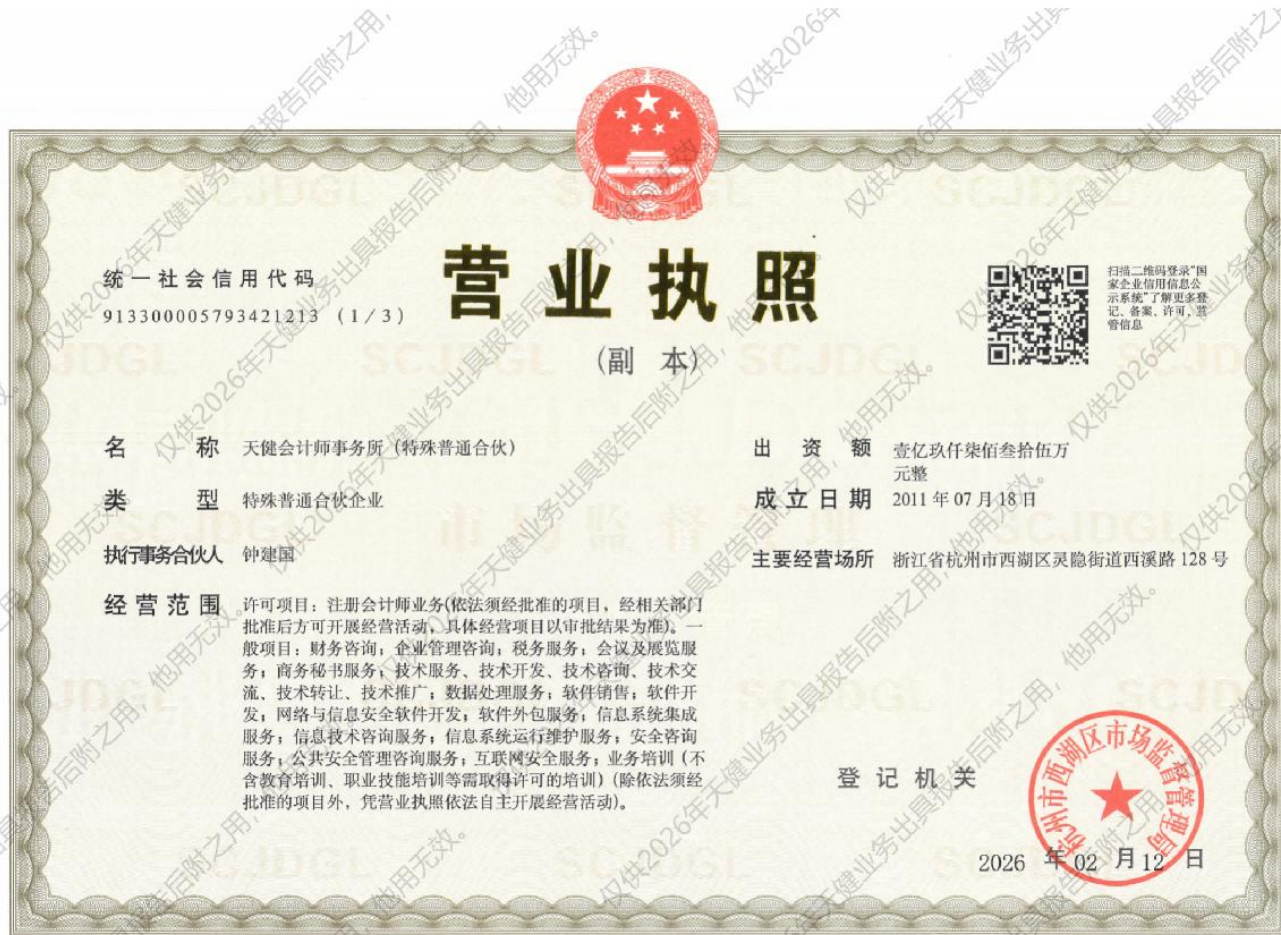 统一社会信用代码
913300005793421213 (1/3)
营业执照
(副 本)
扫描二维码登录"国
家企业信用信息公
示系统"了解更多登
记、备案、许可、监
管信息
名 称 天健会计师事务所(特殊普通合伙)
类 型 特殊普通合伙企业
执行事务合伙人 钟建国
经营范围 许可项目:注册会计师业务(依法须经批准的项目,经相关部门
批准后方可开展经营活动,具体经营项目以审批结果为准)。一
般项目:财务咨询;企业管理咨询;税务服务;会议及展览服
务;商务秘书服务;技术服务、技术开发、技术咨询、技术交
流、技术转让、技术推广;数据处理服务;软件销售;软件开
发;网络与信息安全软件开发;软件外包服务;信息系统集成
服务;信息技术咨询服务;信息系统运行维护服务;安全咨询
服务;公共安全管理咨询服务;互联网安全服务;业务培训(不
含教育培训、职业技能培训等需取得许可的培训)(除依法须经
批准的项目外,凭营业执照依法自主开展经营活动)。
出 资 额 壹亿玖仟柒佰叁拾伍万
元整
成立日期 2011年07月18日
主要经营场所 浙江省杭州市西湖区灵隐街道西溪路128号
登记机关
杭州市西湖区市场监督管理局
2026 年 02 月 12 日
SCJDGL
市场监督管理
仅供2026年天健业务出具报告后附之用,他用无效。